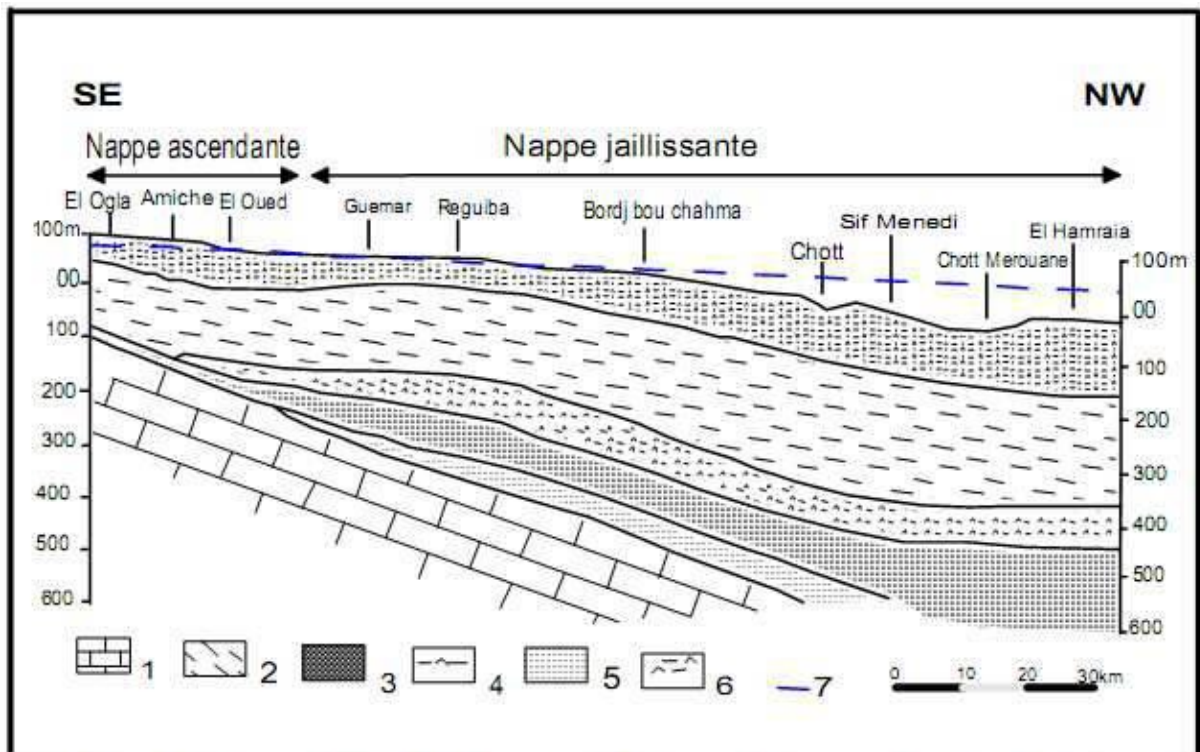 SE NW
Nappe ascendante Nappe jaillissante
El Ogla Amiche El Oued Guemar Reguiba Bordj bou chahma Chott Sif Menedi Chott Merouane El Hamraia
100m 100m
00 00
100 100
200 200
300 300
400 400
500 500
600 600
1 2 3 4 5 6 7 0 10 20 30km